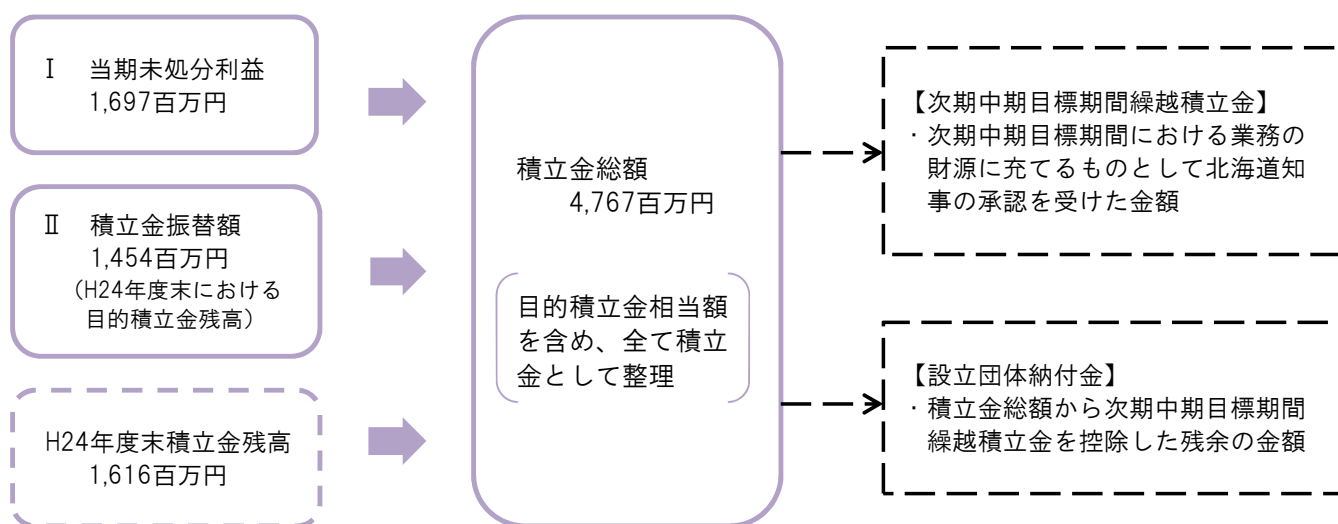 Ⅰ 当期未処分利益
1,697百万円
Ⅱ 積立金振替額
1,454百万円
（H24年度末における
目的積立金残高）
H24年度末積立金残高
1,616百万円
積立金総額
4,767百万円
目的積立金相当額
を含め、全て積立
金として整理
【次期中期目標期間繰越積立金】
・次期中期目標期間における業務の
財源に充てるものとして北海道知
事の承認を受けた金額
【設立団体納付金】
・積立金総額から次期中期目標期間
繰越積立金を控除した残余の金額